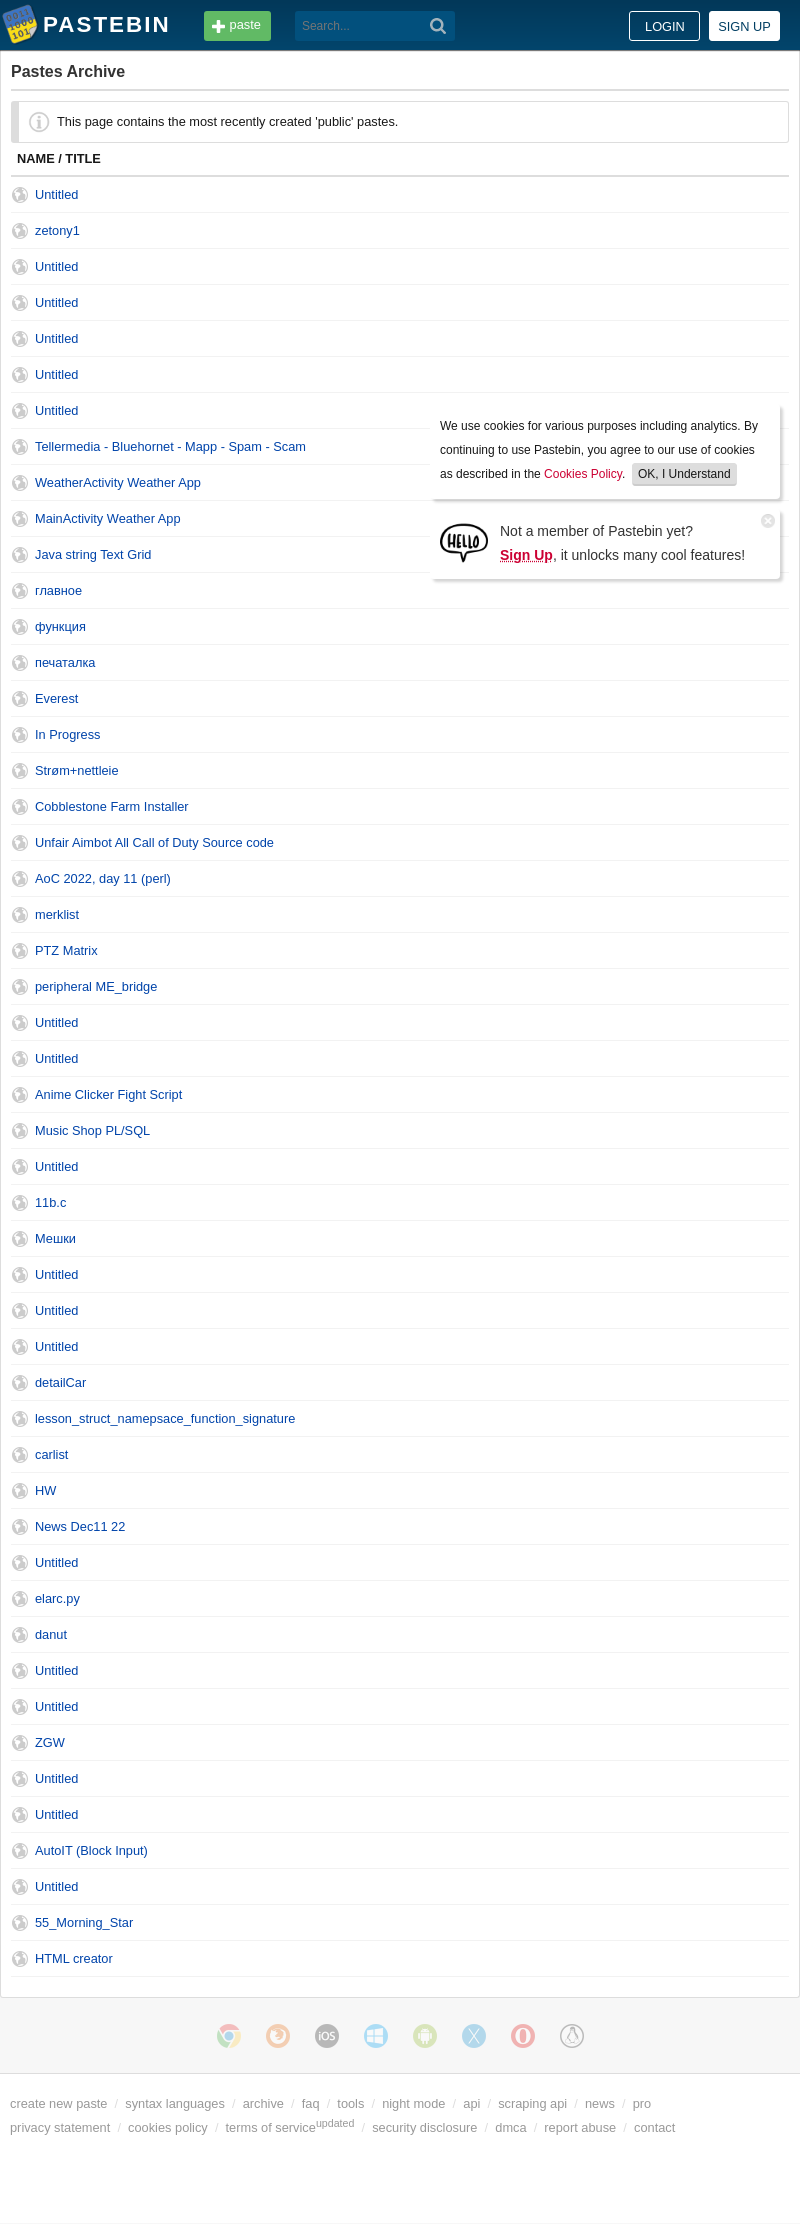 PASTEBIN
paste
Search...
LOGIN
SIGN UP
Pastes Archive
This page contains the most recently created 'public' pastes.
NAME / TITLE
Untitled
zetony1
Untitled
Untitled
Untitled
Untitled
Untitled
We use cookies for various purposes including analytics. By
continuing to use Pastebin, you agree to our use of cookies
as described in the Cookies Policy. OK, I Understand
Tellermedia - Bluehornet - Mapp - Spam - Scam
WeatherActivity Weather App
MainActivity Weather App
HELLO
Not a member of Pastebin yet?
Sign Up, it unlocks many cool features!
Java string Text Grid
главное
функция
печаталка
Everest
In Progress
Strøm+nettleie
Cobblestone Farm Installer
Unfair Aimbot All Call of Duty Source code
AoC 2022, day 11 (perl)
merklist
PTZ Matrix
peripheral ME_bridge
Untitled
Untitled
Anime Clicker Fight Script
Music Shop PL/SQL
Untitled
11b.c
Мешки
Untitled
Untitled
Untitled
detailCar
lesson_struct_namepsace_function_signature
carlist
HW
News Dec11 22
Untitled
elarc.py
danut
Untitled
Untitled
ZGW
Untitled
Untitled
AutoIT (Block Input)
Untitled
55_Morning_Star
HTML creator
iOS
create new paste / syntax languages / archive / faq / tools / night mode / api / scraping api / news / pro
privacy statement / cookies policy / terms of service updated / security disclosure / dmca / report abuse / contact